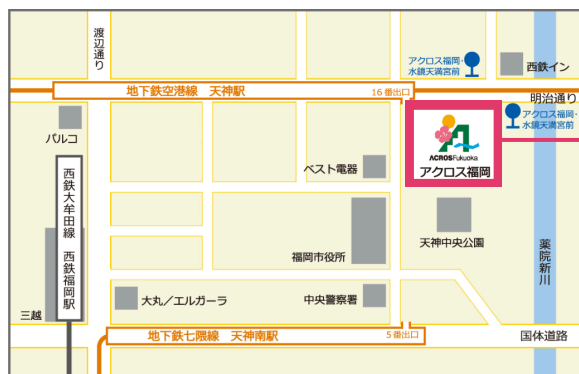 渡辺通り
アクロス福岡・
水鏡天満宮前
西鉄イン
地下鉄空港線 天神駅
16番出口
明治通り
アクロス福岡・
水鏡天満宮前
パルコ
ACROS Fukuoka
アクロス福岡
ベスト電器
西鉄大牟田線 西鉄福岡駅
福岡市役所
天神中央公園
薬院新川
大丸/エルガーラ
中央警察署
三越
地下鉄七隈線 天神南駅
5番出口
国体道路